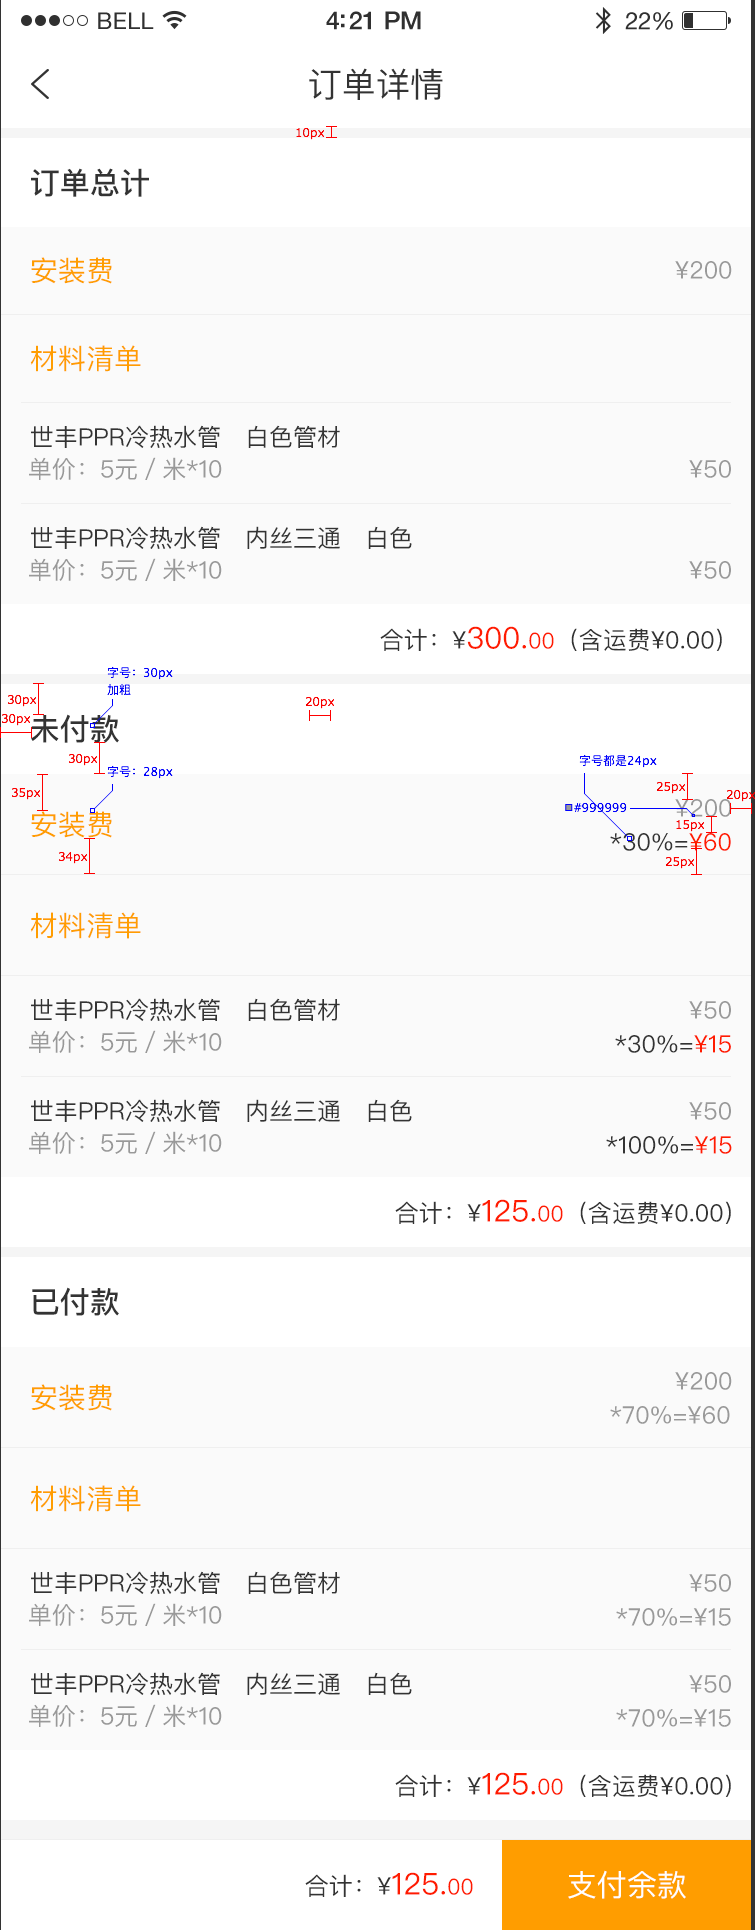 BELL 4:21 PM 22%
订单详情
10px
订单总计
安装费 ¥200
材料清单
世丰PPR冷热水管 白色管材
单价：5元 / 米*10 ¥50
世丰PPR冷热水管 内丝三通 白色
单价：5元 / 米*10 ¥50
合计：¥300.00（含运费¥0.00）
字号：30px
加粗
30px
20px
30px
未付款
30px
字号：28px
字号都是24px
35px
25px
20px
#999999
¥200
安装费
15px
*30%=¥60
34px
25px
材料清单
世丰PPR冷热水管 白色管材 ¥50
单价：5元 / 米*10 *30%=¥15
世丰PPR冷热水管 内丝三通 白色 ¥50
单价：5元 / 米*10 *100%=¥15
合计：¥125.00（含运费¥0.00）
已付款
安装费 ¥200
*70%=¥60
材料清单
世丰PPR冷热水管 白色管材 ¥50
单价：5元 / 米*10 *70%=¥15
世丰PPR冷热水管 内丝三通 白色 ¥50
单价：5元 / 米*10 *70%=¥15
合计：¥125.00（含运费¥0.00）
合计：¥125.00 支付余款